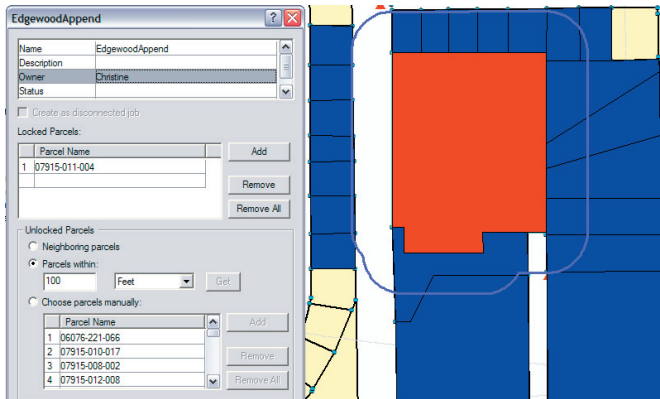 EdgewoodAppend
Name EdgewoodAppend
Description
Owner Christine
Status
Create as disconnected job
Locked Parcels:
Parcel Name
Add
1 07915-011-004
Remove
Remove All
Unlocked Parcels
Neighboring parcels
Parcels within:
100 Feet Get
Choose parcels manually:
Parcel Name
Add
1 06076-221-066
2 07915-010-017
Remove
3 07915-008-002
4 07915-012-008
Remove All